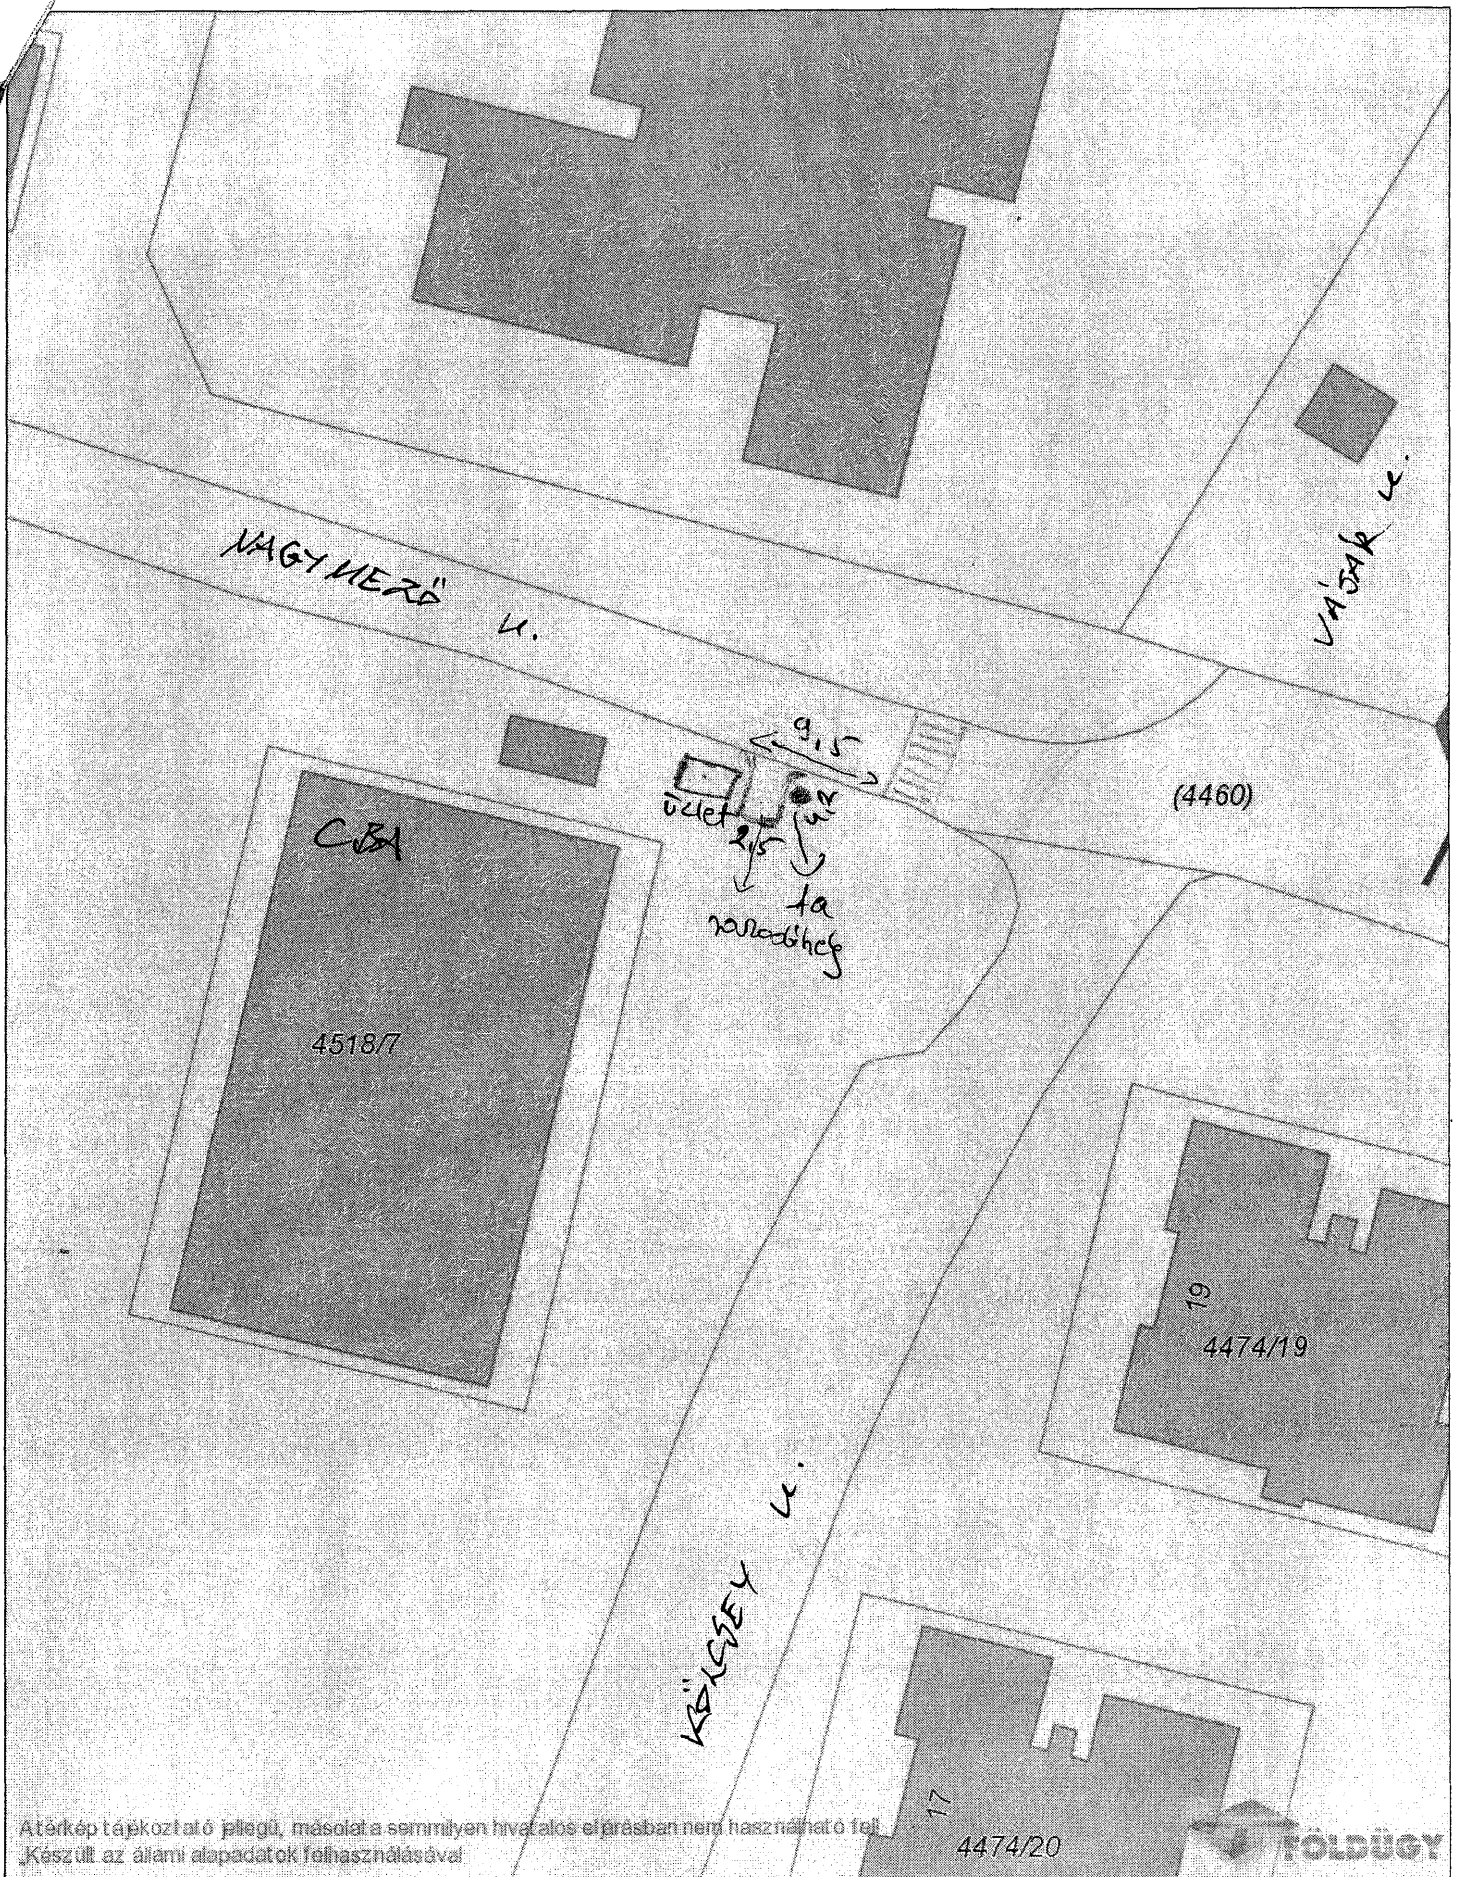 NAGYMEZŐ u.
VÁSÁR u.
9,5
(4460)
üzlet
2,5
CBA
fa
4518/7
19
4474/19
KÖLCSEY u.
17
4474/20
A térkép tájékoztató jellegű, másolata semmilyen hivatalos eljárásban nem használható fel!
„Készült az állami alapadatok felhasználásával
FÖLDÜGY